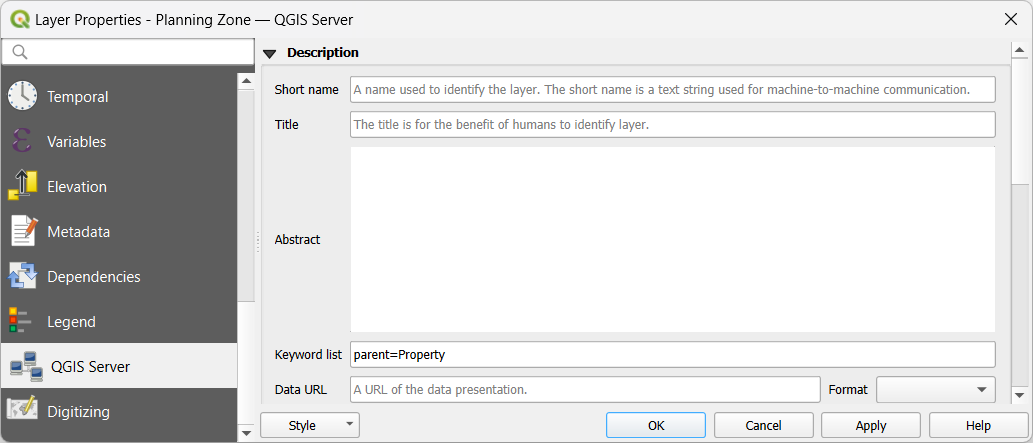 Layer Properties - Planning Zone — QGIS Server
Temporal
Variables
Elevation
Metadata
Dependencies
Legend
QGIS Server
Digitizing
Description
Short name A name used to identify the layer. The short name is a text string used for machine-to-machine communication.
Title The title is for the benefit of humans to identify layer.
Abstract
Keyword list parent=Property
Data URL A URL of the data presentation. Format
Style OK Cancel Apply Help